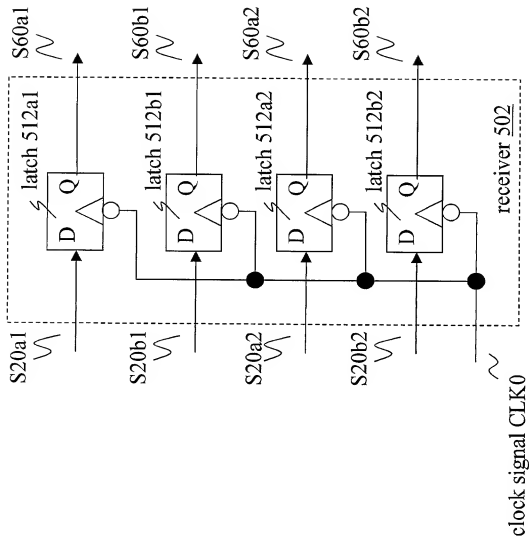 S60a1
S60b1
S60a2
S60b2
latch 512a1
D Q
latch 512b1
D Q
latch 512a2
D Q
latch 512b2
D Q
receiver 502
S20a1
S20b1
S20a2
S20b2
clock signal CLK0